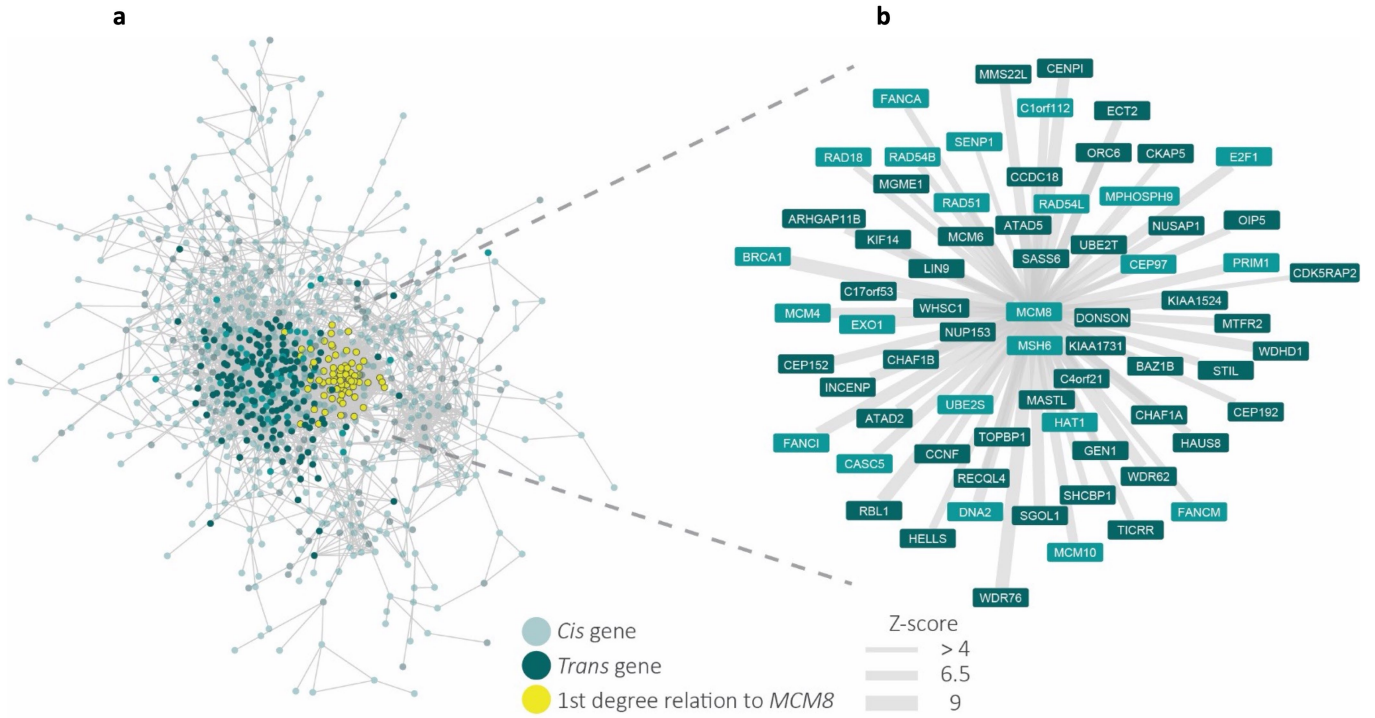 a b
MMS22L CENPI
FANCA C1orf112 ECT2
SENP1
RAD18 RAD54B ORC6 CKAP5 E2F1
MGME1 CCDC18
RAD51 RAD54L MPHOSPH9
ARHGAP11B ATAD5 NUSAP1 OIP5
KIF14 MCM6 UBE2T
BRCA1 LIN9 SASS6 CEP97 PRIM1 CDK5RAP2
C17orf53 WHSC1 KIAA1524
MCM4 EXO1 MCM8 DONSON MTFR2
NUP153 MSH6 KIAA1731 WDHD1
CEP152 CHAF1B BAZ1B STIL
INCENP C4orf21
ATAD2 UBE2S MASTL CHAF1A CEP192
FANCI TOPBP1 HAT1 HAUS8
CASC5 CCNF GEN1
RECQL4 WDR62
RBL1 DNA2 SGOL1 SHCBP1 FANCM
HELLS TICRR
MCM10
WDR76
Cis gene
Trans gene
1st degree relation to MCM8
Z-score
> 4
6.5
9